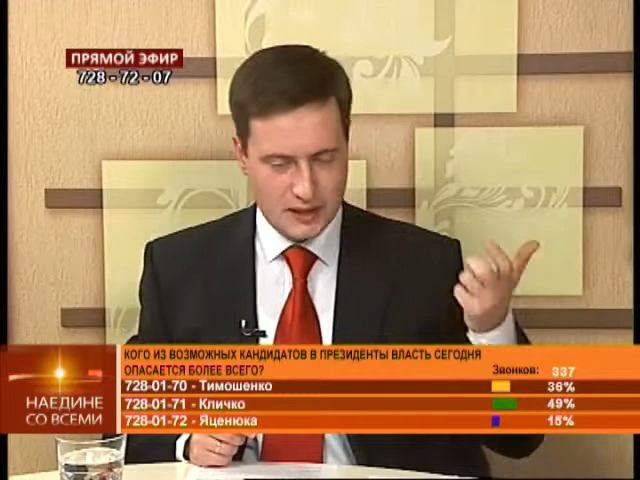 ПРЯМОЙ ЭФИР
728-72-07
КОГО ИЗ ВОЗМОЖНЫХ КАНДИДАТОВ В ПРЕЗИДЕНТЫ ВЛАСТЬ СЕГОДНЯ
ОПАСАЕТСЯ БОЛЕЕ ВСЕГО?
Звонков: 337
728-01-70 - Тимошенко 36%
728-01-71 - Кличко 49%
728-01-72 - Яценюка 15%
НАЕДИНЕ
СО ВСЕМИ